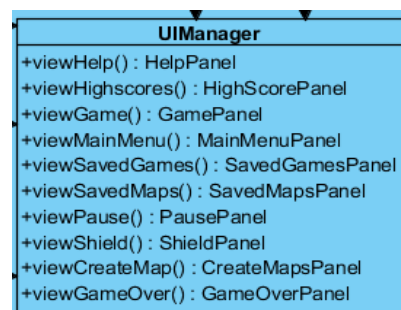 UIManager
+viewHelp() : HelpPanel
+viewHighscores() : HighScorePanel
+viewGame() : GamePanel
+viewMainMenu() : MainMenuPanel
+viewSavedGames() : SavedGamesPanel
+viewSavedMaps() : SavedMapsPanel
+viewPause() : PausePanel
+viewShield() : ShieldPanel
+viewCreateMap() : CreateMapsPanel
+viewGameOver() : GameOverPanel